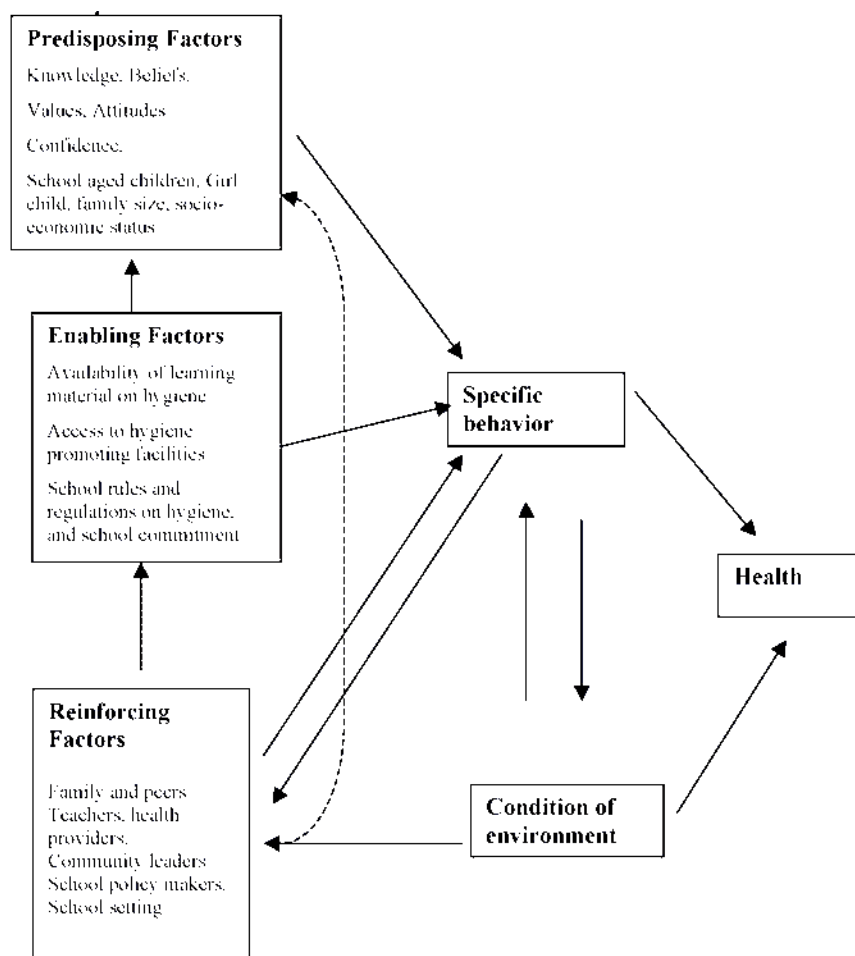 Predisposing Factors
Knowledge, Beliefs,
Values, Attitudes
Confidence,
School aged children, Girl
child, family size, socio-
economic status
Enabling Factors
Availability of learning
material on hygiene
Access to hygiene
promoting facilities
School rules and
regulations on hygiene,
and school commitment
Reinforcing
Factors
Family and peers
Teachers, health
providers,
Community leaders
School policy makers,
School setting
Specific
behavior
Health
Condition of
environment